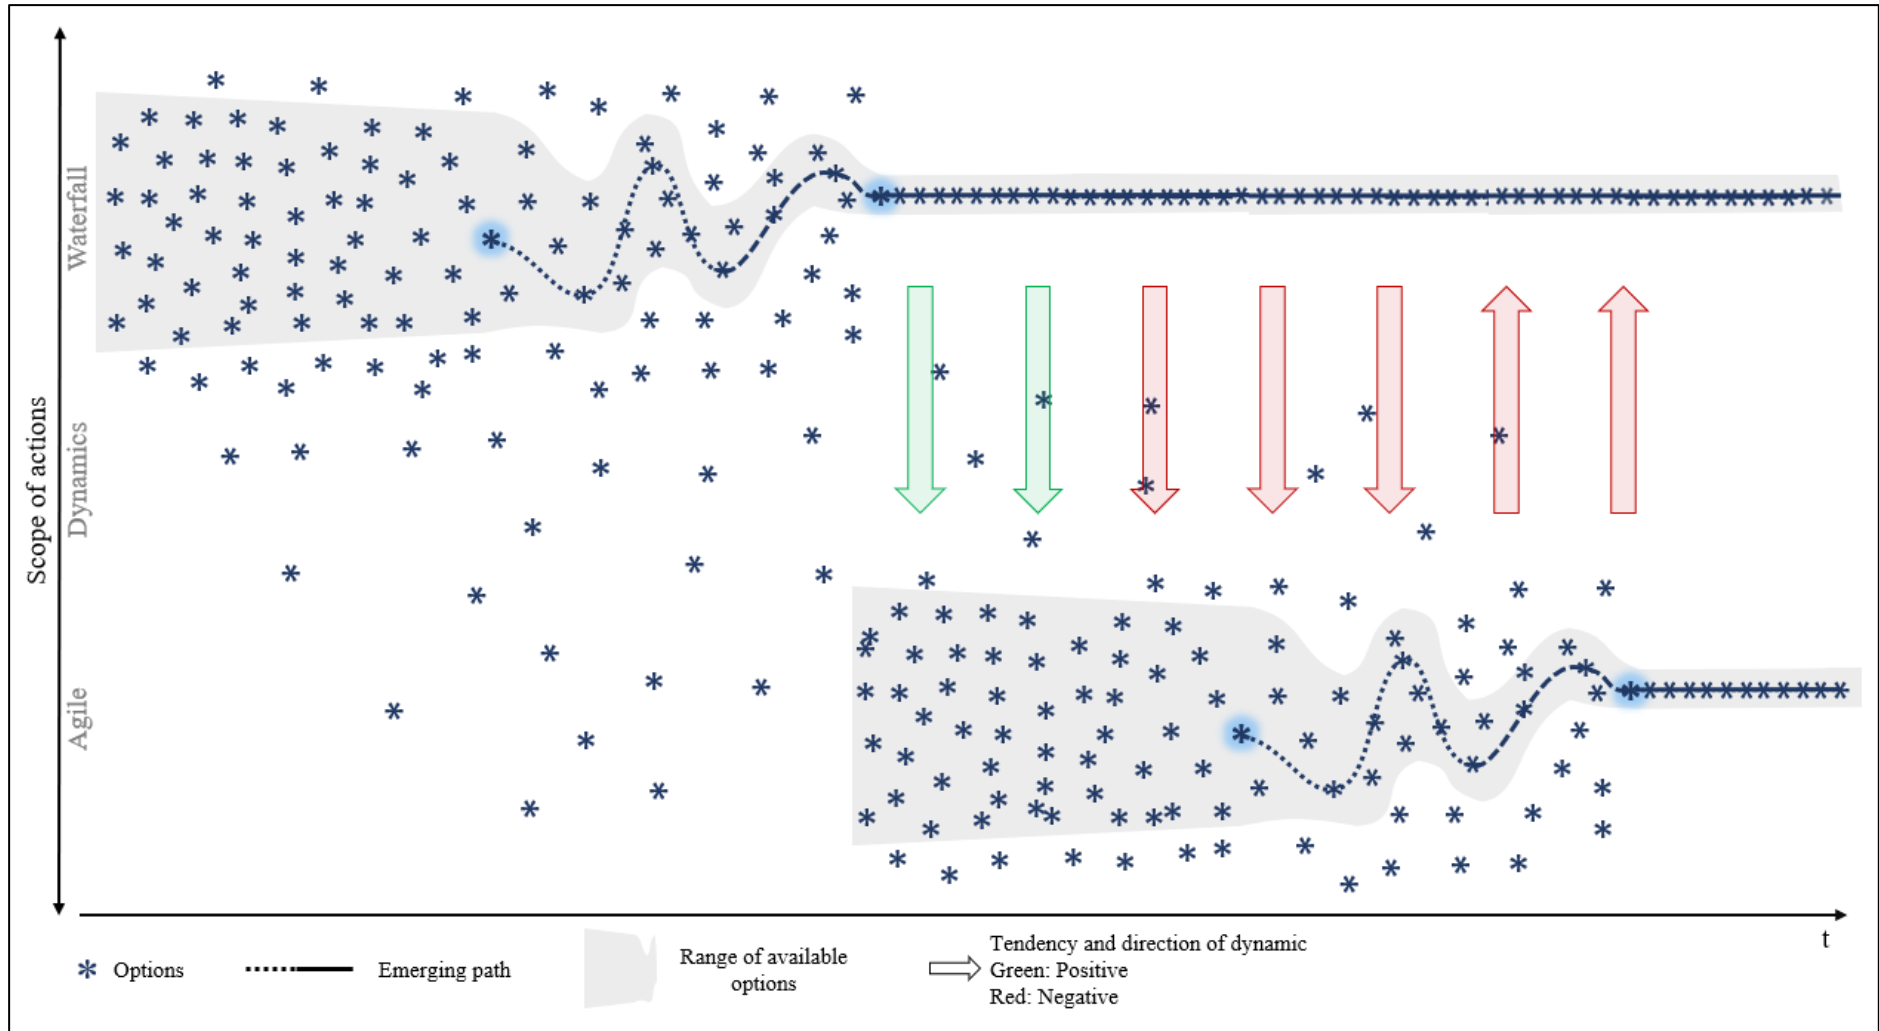 Scope of actions
Waterfall
Dynamics
Agile
t
Options
Emerging path
Range of available
options
Tendency and direction of dynamic
Green: Positive
Red: Negative